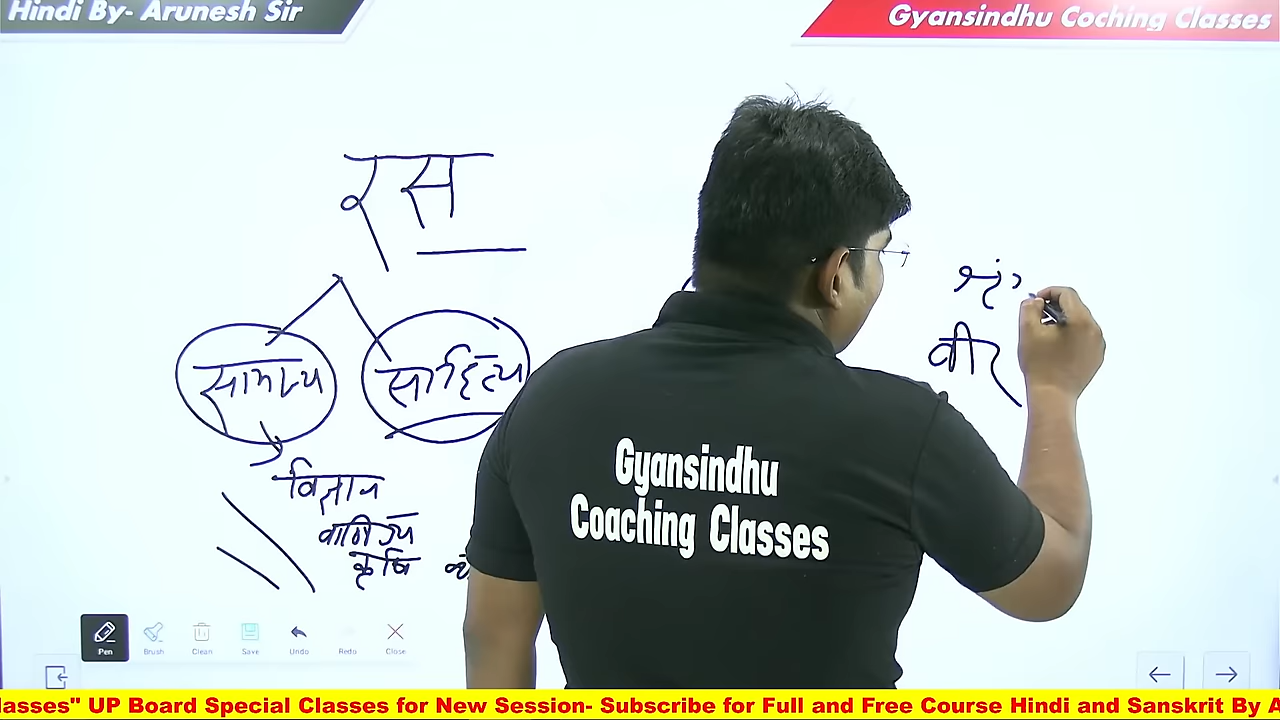 Hindi By- Arunesh Sir
Gyansindhu Coching Classes
रस
सामान्य
साहित्य
विज्ञान
वाणिज्य
कृषि
शृं
वीर
Gyansindhu
Coaching Classes
Pen
Brush
Clean
Save
Undo
Redo
Close
lasses" UP Board Special Classes for New Session- Subscribe for Full and Free Course Hindi and Sanskrit By A